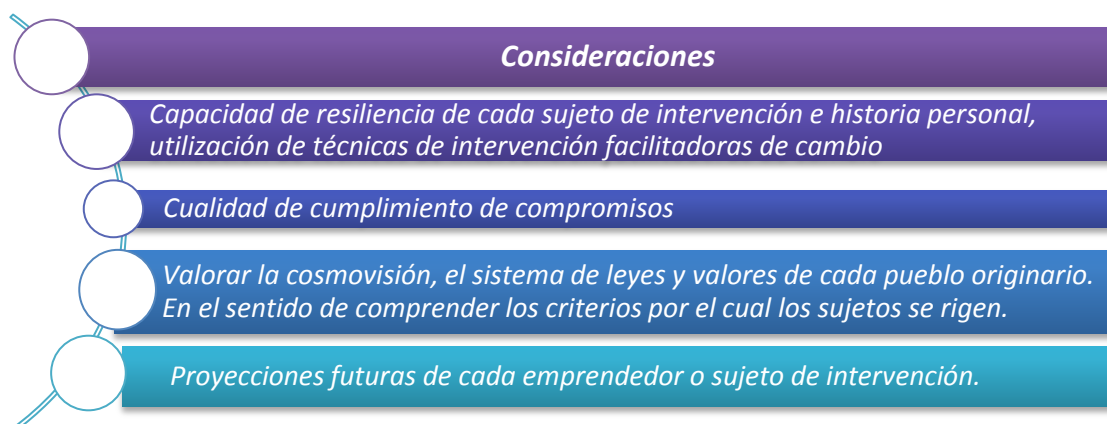 Consideraciones
Capacidad de resiliencia de cada sujeto de intervención e historia personal,
utilización de técnicas de intervención facilitadoras de cambio
Cualidad de cumplimiento de compromisos
Valorar la cosmovisión, el sistema de leyes y valores de cada pueblo originario.
En el sentido de comprender los criterios por el cual los sujetos se rigen.
Proyecciones futuras de cada emprendedor o sujeto de intervención.